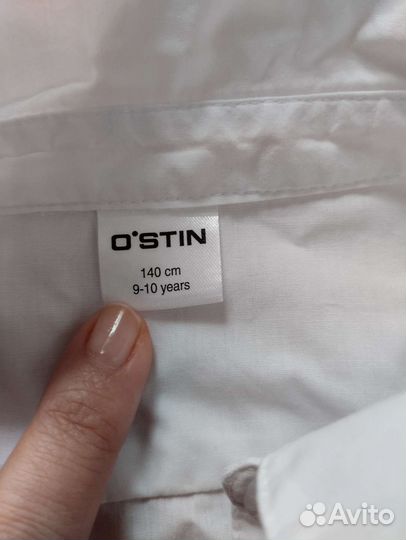 O'STIN
140 cm
9-10 years
Avito